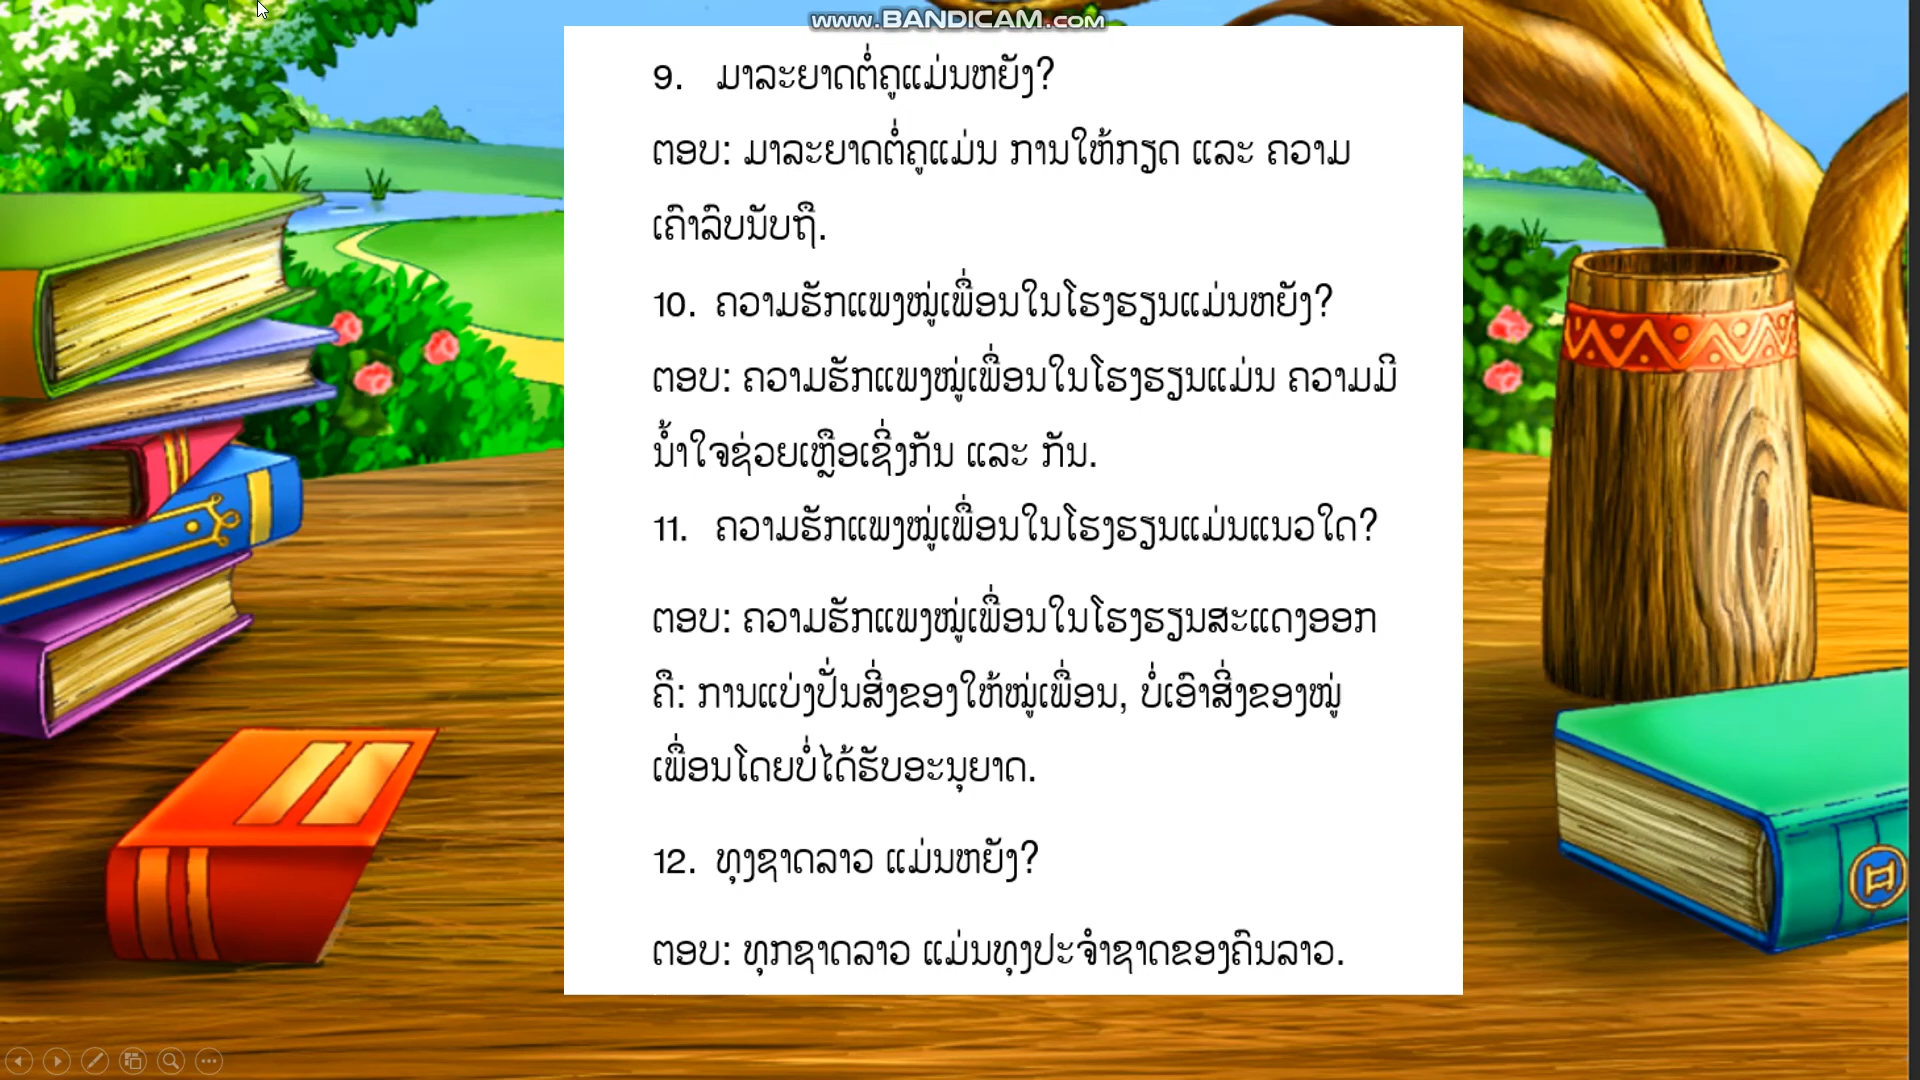 www.BANDICAM.com
9. ມາລະຍາດຕໍ່ຄູແມ່ນຫຍັງ?
ຕອບ: ມາລະຍາດຕໍ່ຄູແມ່ນ ການໃຫ້ກຽດ ແລະ ຄວາມ
ເຄົາລົບນັບຖື.
10. ຄວາມຮັກແພງໝູ່ເພື່ອນໃນໂຮງຮຽນແມ່ນຫຍັງ?
ຕອບ: ຄວາມຮັກແພງໝູ່ເພື່ອນໃນໂຮງຮຽນແມ່ນ ຄວາມມີ
ນໍ້າໃຈຊ່ວຍເຫຼືອເຊິ່ງກັນ ແລະ ກັນ.
11. ຄວາມຮັກແພງໝູ່ເພື່ອນໃນໂຮງຮຽນແມ່ນແນວໃດ?
ຕອບ: ຄວາມຮັກແພງໝູ່ເພື່ອນໃນໂຮງຮຽນສະແດງອອກ
ຄື: ການແບ່ງປັ່ນສິ່ງຂອງໃຫ້ໝູ່ເພື່ອນ, ບໍ່ເອົາສິ່ງຂອງໝູ່
ເພື່ອນໂດຍບໍ່ໄດ້ຮັບອະນຸຍາດ.
12. ທຸງຊາດລາວ ແມ່ນຫຍັງ?
ຕອບ: ທຸກຊາດລາວ ແມ່ນທຸງປະຈໍາຊາດຂອງຄົນລາວ.